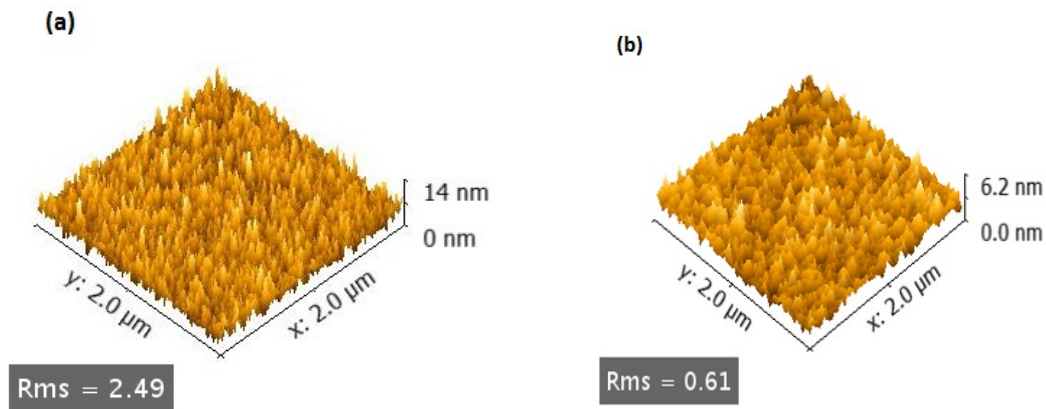 (a)
14 nm
0 nm
y: 2.0 µm
x: 2.0 µm
Rms = 2.49
(b)
6.2 nm
0.0 nm
y: 2.0 µm
x: 2.0 µm
Rms = 0.61